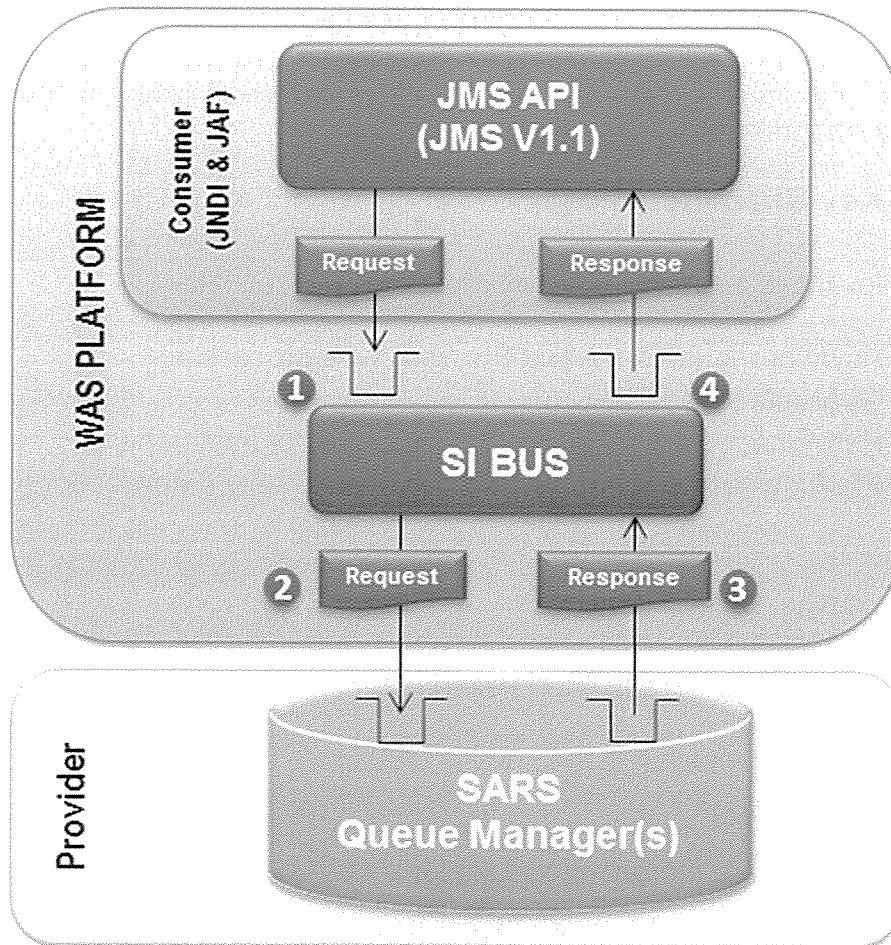 WAS PLATFORM
Consumer
(JNDI & JAF)
JMS API
(JMS V1.1)
Request
Response
1
4
SI BUS
2
Request
Response
3
Provider
SARS
Queue Manager(s)